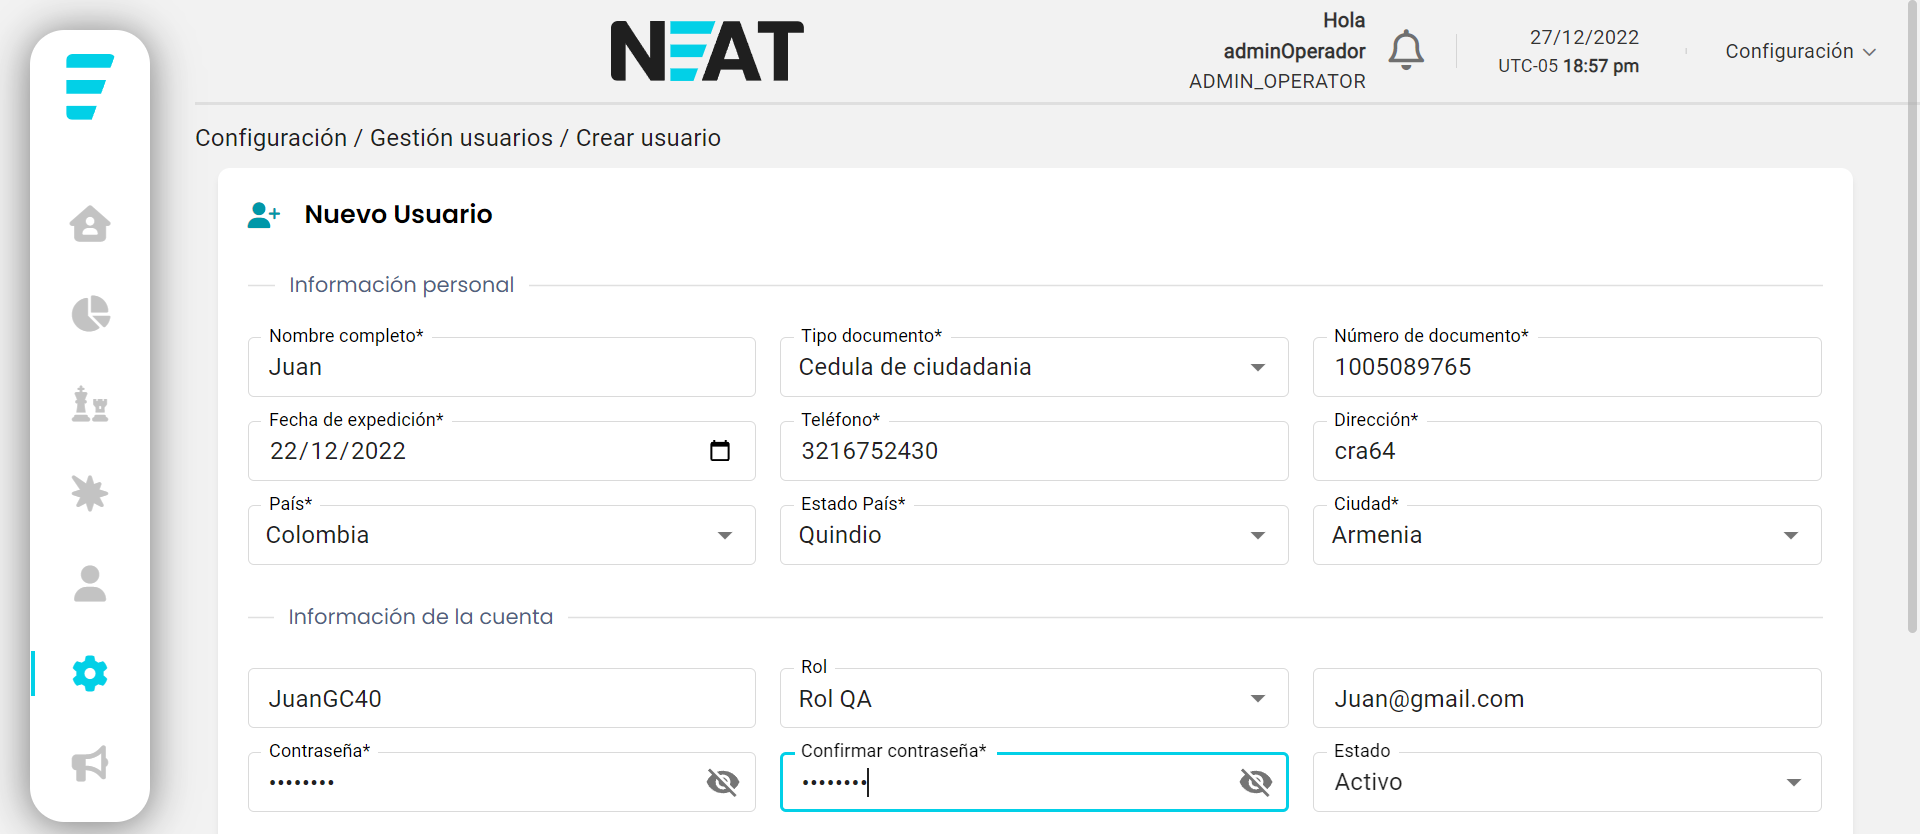 NEAT
Hola
adminOperador
ADMIN_OPERATOR
27/12/2022
UTC-05 18:57 pm
Configuración
Configuración / Gestión usuarios / Crear usuario
Nuevo Usuario
Información personal
Nombre completo*
Juan
Tipo documento*
Cedula de ciudadania
Número de documento*
1005089765
Fecha de expedición*
22/12/2022
Teléfono*
3216752430
Dirección*
cra64
País*
Colombia
Estado País*
Quindio
Ciudad*
Armenia
Información de la cuenta
JuanGC40
Rol
Rol QA
Juan@gmail.com
Contraseña*
••••••••
Confirmar contraseña*
••••••••
Estado
Activo